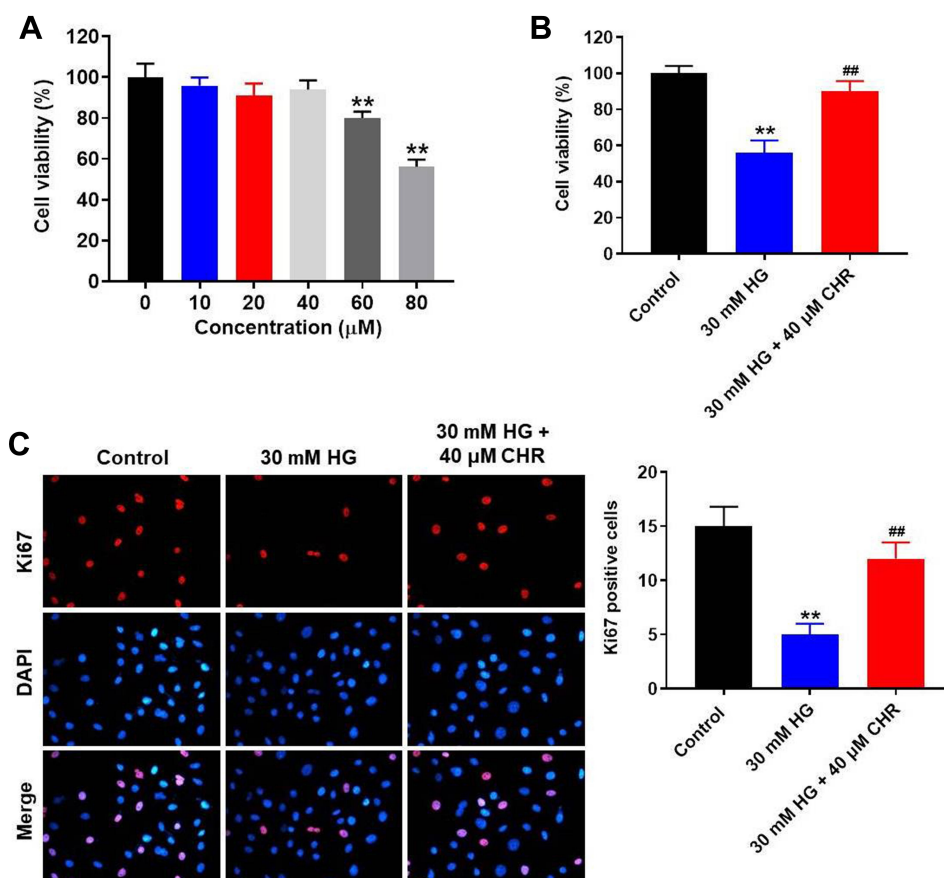 A
Cell viability (%)
120
100
80
60
40
20
0
**
**
0 10 20 40 60 80
Concentration (μM)
B
Cell viability (%)
120
100
80
60
40
20
0
**
##
Control
30 mM HG
30 mM HG + 40 μM CHR
C
Control
30 mM HG
30 mM HG +
40 μM CHR
Ki67
DAPI
Merge
Ki67 positive cells
20
15
10
5
0
**
##
Control
30 mM HG
30 mM HG + 40 μM CHR